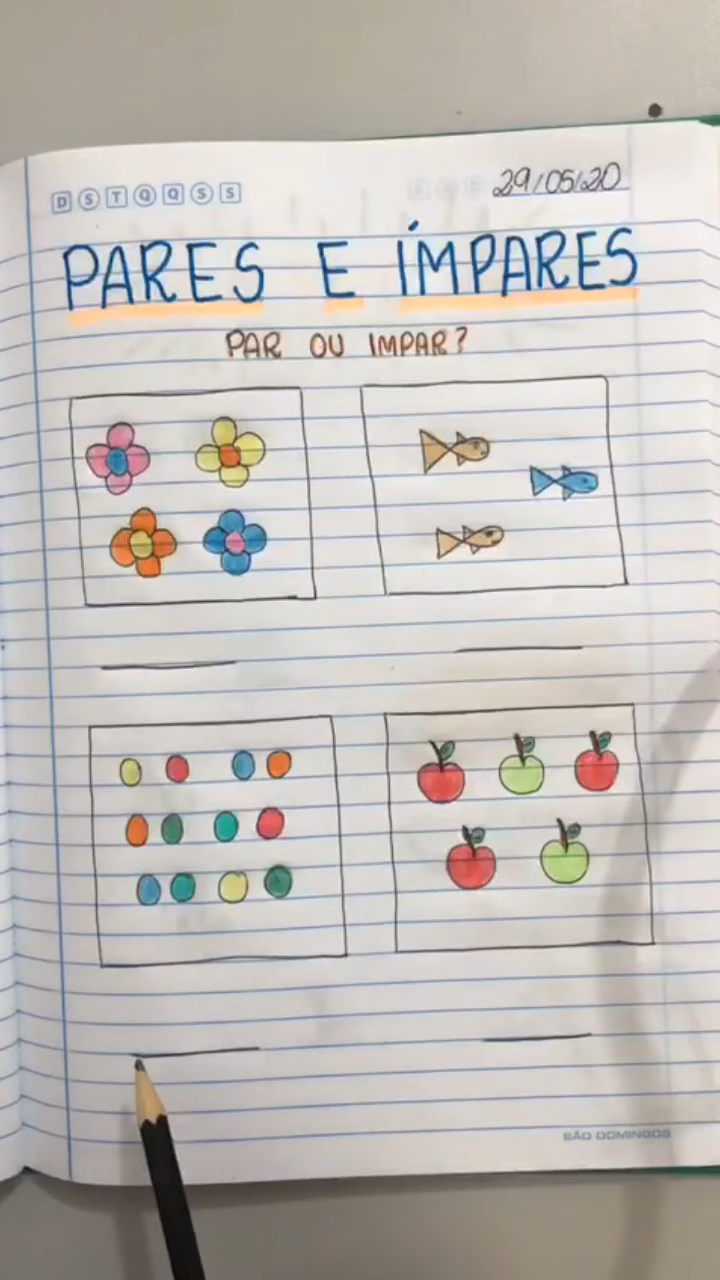 D S T Q Q S S
29/05/20
PARES E ÍMPARES
PAR OU IMPAR?
SÃO DOMINGOS